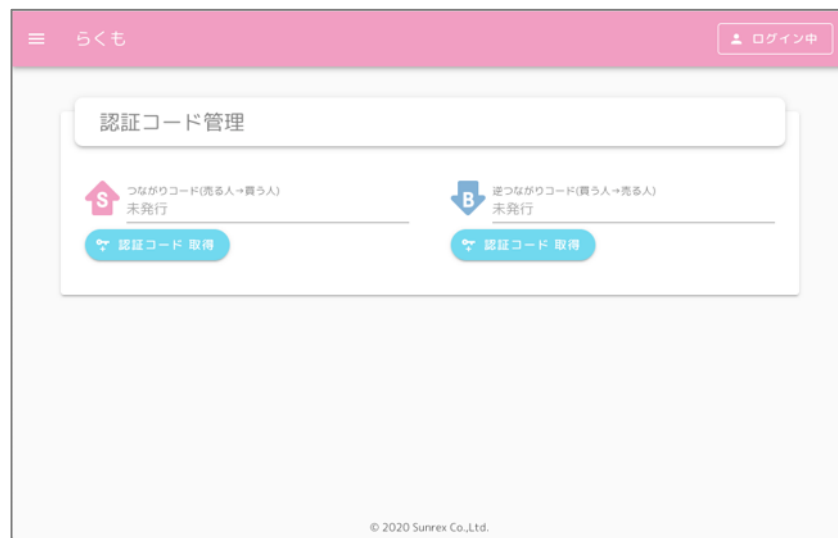 らくも
ログイン中
認証コード管理
S
つながりコード(売る人→買う人)
未発行
認証コード 取得
B
逆つながりコード(買う人→売る人)
未発行
認証コード 取得
© 2020 Sunrex Co.,Ltd.